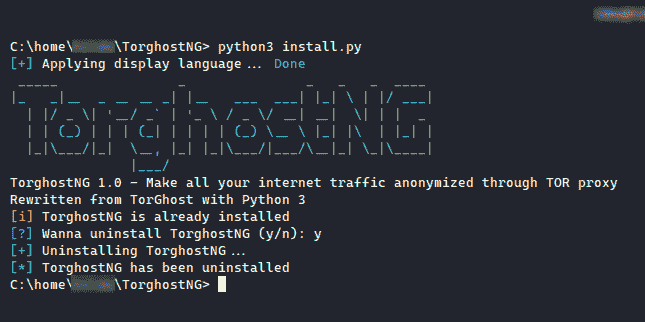 C:\home\ \TorghostNG> python3 install.py
[+] Applying display language... Done
TorghostNG
TorghostNG 1.0 - Make all your internet traffic anonymized through TOR proxy
Rewritten from TorGhost with Python 3
[i] TorghostNG is already installed
[?] Wanna uninstall TorghostNG (y/n): y
[+] Uninstalling TorghostNG...
[*] TorghostNG has been uninstalled
C:\home\ \TorghostNG>